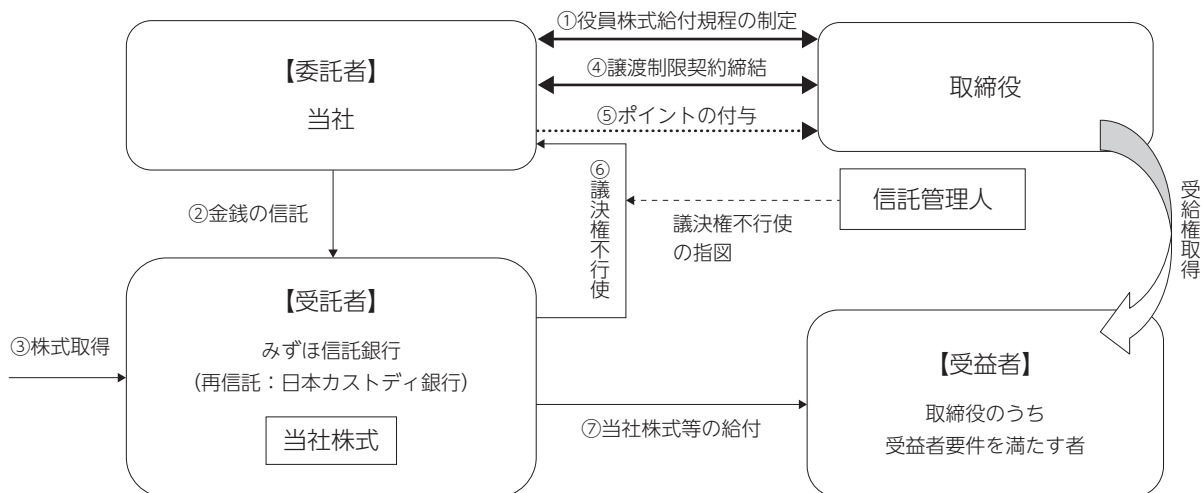 ①役員株式給付規程の制定
【委託者】
当社
④譲渡制限契約締結
取締役
⑤ポイントの付与
②金銭の信託
⑥議決権不行使
議決権不行使
の指図
信託管理人
受給権取得
③株式取得
【受託者】
みずほ信託銀行
(再信託：日本カストディ銀行)
当社株式
⑦当社株式等の給付
【受益者】
取締役のうち
受益者要件を満たす者